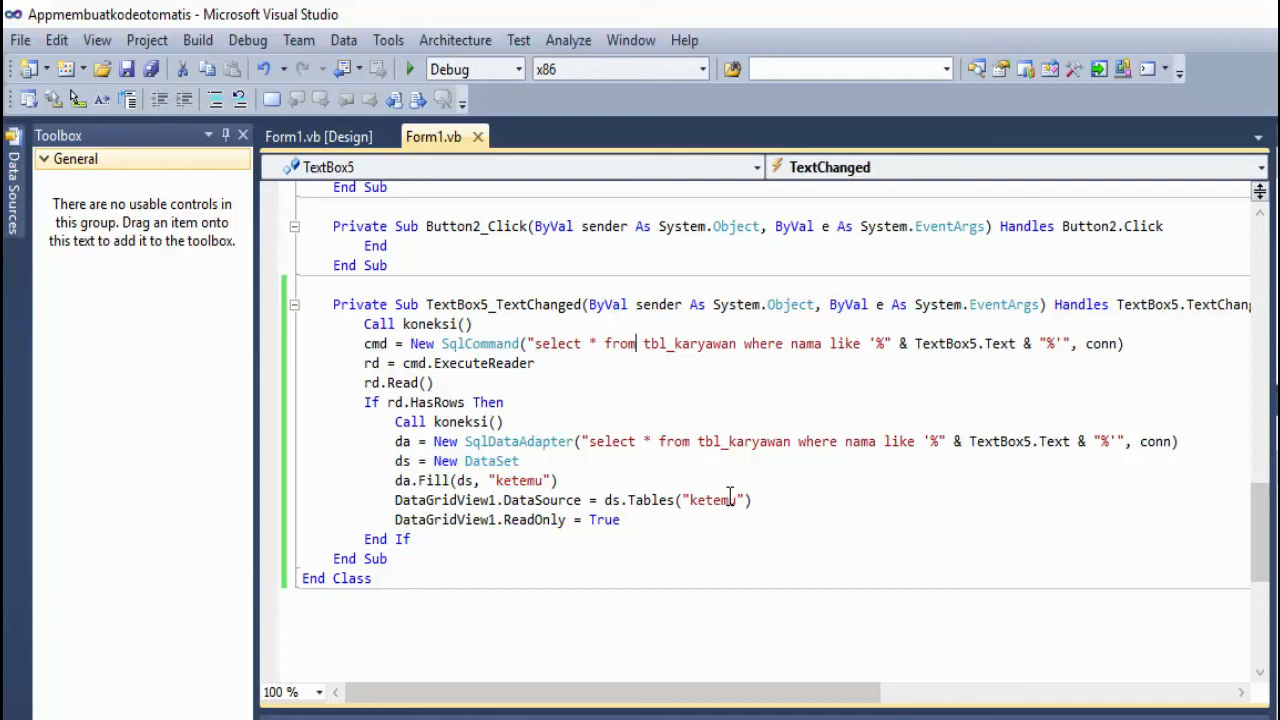 Appmembuatkodeotomatis - Microsoft Visual Studio
File Edit View Project Build Debug Team Data Tools Architecture Test Analyze Window Help
Debug x86
Toolbox
Form1.vb [Design] Form1.vb
General
TextBox5 TextChanged
Data Sources
There are no usable controls in
this group. Drag an item onto
this text to add it to the toolbox.
End Sub
Private Sub Button2_Click(ByVal sender As System.Object, ByVal e As System.EventArgs) Handles Button2.Click
End
End Sub
Private Sub TextBox5_TextChanged(ByVal sender As System.Object, ByVal e As System.EventArgs) Handles TextBox5.TextChang
Call koneksi()
cmd = New SqlCommand("select * from tbl_karyawan where nama like '%" & TextBox5.Text & "%'", conn)
rd = cmd.ExecuteReader
rd.Read()
If rd.HasRows Then
Call koneksi()
da = New SqlDataAdapter("select * from tbl_karyawan where nama like '%" & TextBox5.Text & "%'", conn)
ds = New DataSet
da.Fill(ds, "ketemu")
DataGridView1.DataSource = ds.Tables("ketemu")
DataGridView1.ReadOnly = True
End If
End Sub
End Class
100 %